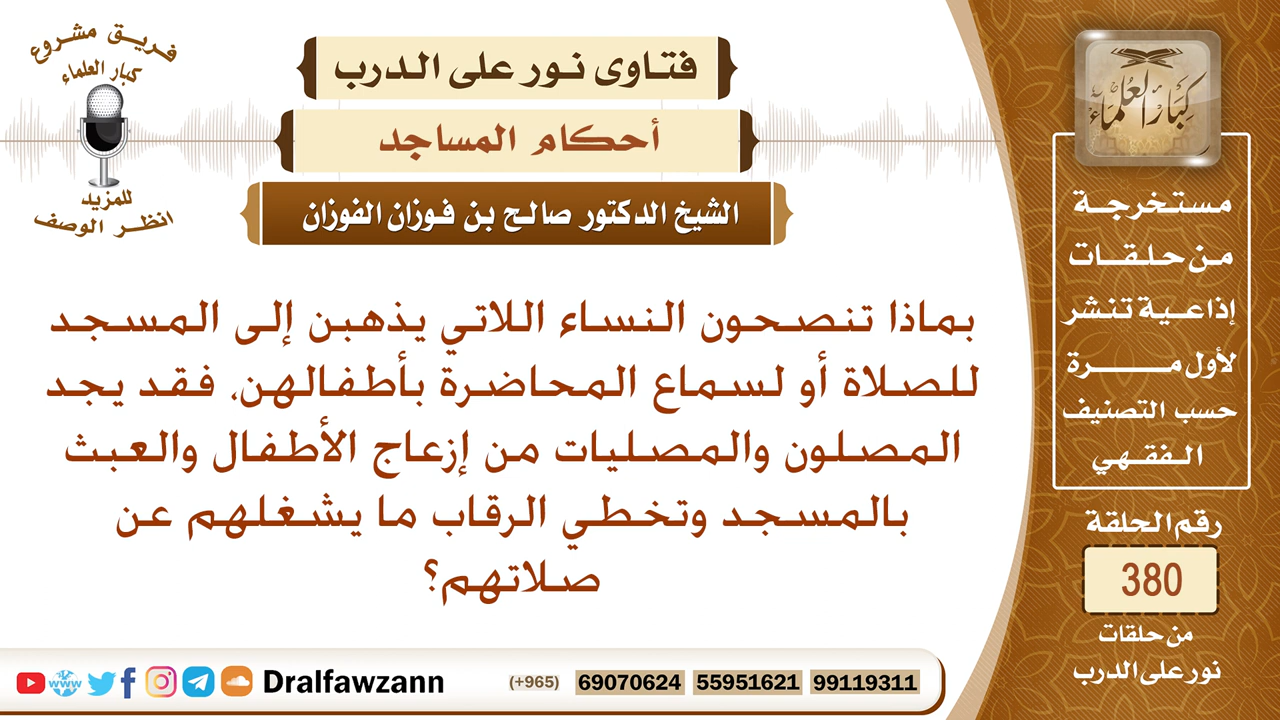 فريق مشروع
كبار العلماء
للمزيد
انظر الوصف
فتاوى نور على الدرب
أحكام المساجد
الشيخ الدكتور صالح بن فوزان الفوزان
بماذا تنصحون النساء اللاتي يذهبن إلى المسجد
للصلاة أو لسماع المحاضرة بأطفالهن، فقد يجد
المصلون والمصليات من إزعاج الأطفال والعبث
بالمسجد وتخطي الرقاب ما يشغلهم عن
صلاتهم؟
كبار العلماء
مستخرجة
من حلقات
إذاعية تنشر
لأول مرة
حسب التصنيف
الفقهي
رقم الحلقة
380
من حلقات
نور على الدرب
www
Dralfawzann (+965) 69070624 55951621 99119311